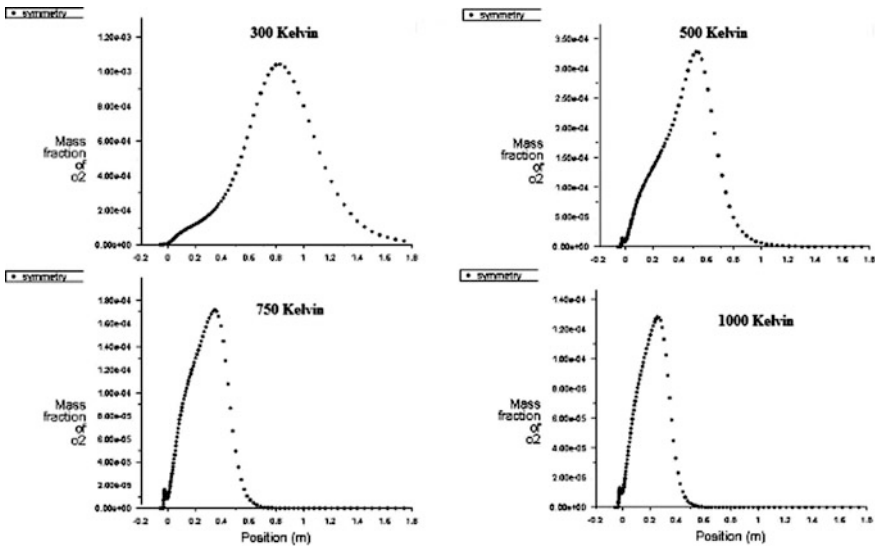 symmetry
300 Kelvin
1.20e-03
1.00e-03
8.00e-04
6.00e-04
4.00e-04
2.00e-04
0.00e+00
Mass
fraction
of
o2
-0.2 0 0.2 0.4 0.6 0.8 1 1.2 1.4 1.6 1.8
symmetry
500 Kelvin
3.50e-04
3.00e-04
2.50e-04
2.00e-04
1.50e-04
1.00e-04
5.00e-05
0.00e+00
Mass
fraction
of
o2
-0.2 0 0.2 0.4 0.6 0.8 1 1.2 1.4 1.6 1.8
symmetry
750 Kelvin
1.80e-04
1.60e-04
1.40e-04
1.20e-04
1.00e-04
8.00e-05
6.00e-05
4.00e-05
2.00e-05
0.00e+00
Mass
fraction
of
o2
-0.2 0 0.2 0.4 0.6 0.8 1 1.2 1.4 1.6 1.8
Position (m)
symmetry
1000 Kelvin
1.40e-04
1.20e-04
1.00e-04
8.00e-05
6.00e-05
4.00e-05
2.00e-05
0.00e+00
Mass
fraction
of
o2
-0.2 0 0.2 0.4 0.6 0.8 1 1.2 1.4 1.6 1.8
Position (m)